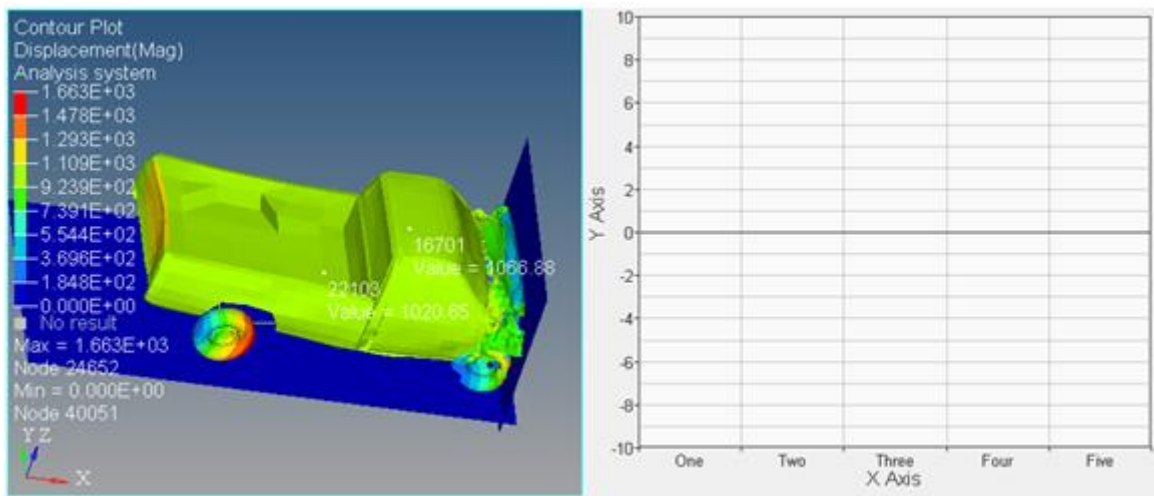 Contour Plot
Displacement(Mag)
Analysis system
1.663E+03
1.478E+03
1.293E+03
1.109E+03
9.239E+02
7.391E+02
5.544E+02
3.696E+02
1.848E+02
0.000E+00
No result
Max = 1.663E+03
Node 24652
Min = 0.000E+00
Node 40051
Y Z
X
16701
Value = 1066.88
22103
Value = 1020.65
Y Axis
10
8
6
4
2
0
-2
-4
-6
-8
-10
One Two Three Four Five
X Axis